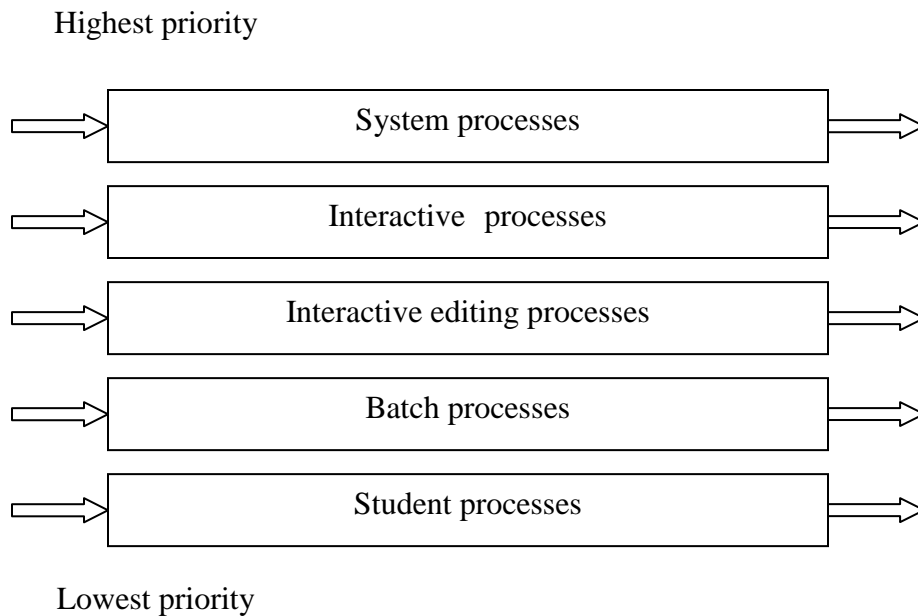 Highest priority
System processes
Interactive processes
Interactive editing processes
Batch processes
Student processes
Lowest priority